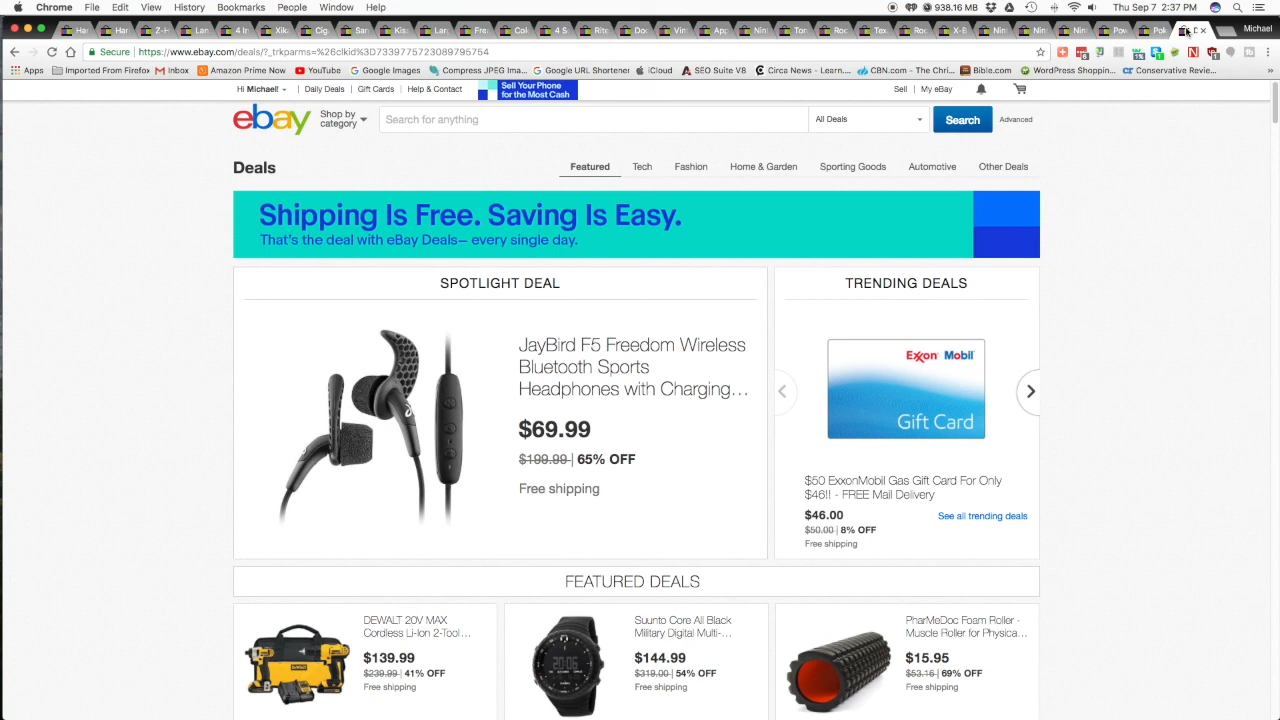 Chrome File Edit View History Bookmarks People Window Help 938.16 MB Thu Sep 7 2:37 PM
Michael
Secure https://www.ebay.com/deals/?_trkparms=%26clkid%3D7339775723089795754
Apps Free Graphics from Inbox Amazon Prime Now YouTube Google Images Compress JPEG Ima... Google URL Shortener iCloud SEO Suite V8 Circa News - Learn,... CBN.com - The Chri... Bible.com WordPress Shoppin... Conservative Revie...
Hi Michael! Daily Deals Gift Cards Help & Contact
Sell Your Phone
for the Most Cash
Sell My eBay
ebay
Shop by
category
Search for anything All Deals Search Advanced
Deals
Featured Tech Fashion Home & Garden Sporting Goods Automotive Other Deals
Shipping Is Free. Saving Is Easy.
That's the deal with eBay Deals— every single day.
SPOTLIGHT DEAL
JayBird F5 Freedom Wireless
Bluetooth Sports
Headphones with Charging...
$69.99
$199.99 | 65% OFF
Free shipping
TRENDING DEALS
Exxon Mobil
Gift Card
$50 ExxonMobil Gas Gift Card For Only
$46!! - FREE Mail Delivery
$46.00
See all trending deals
$50.00 | 8% OFF
Free shipping
FEATURED DEALS
DEWALT 20V MAX
Cordless Li-Ion 2-Tool...
$139.99
$239.99 | 41% OFF
Free shipping
Suunto Core All Black
Military Digital Multi-...
$144.99
$319.00 | 54% OFF
Free shipping
PharMeDoc Foam Roller -
Muscle Roller for Physica...
$15.95
$53.16 | 69% OFF
Free shipping